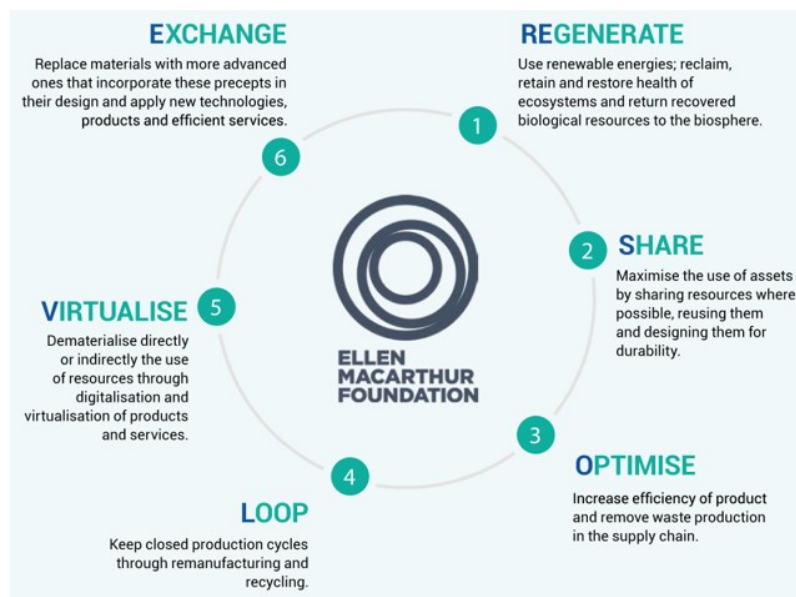 REGENERATE
Use renewable energies; reclaim,
retain and restore health of
ecosystems and return recovered
biological resources to the biosphere.
1
2
SHARE
Maximise the use of assets
by sharing resources where
possible, reusing them
and designing them for
durability.
3
OPTIMISE
Increase efficiency of product
and remove waste production
in the supply chain.
4
LOOP
Keep closed production cycles
through remanufacturing and
recycling.
5
VIRTUALISE
Dematerialise directly
or indirectly the use
of resources through
digitalisation and
virtualisation of products
and services.
6
EXCHANGE
Replace materials with more advanced
ones that incorporate these precepts in
their design and apply new technologies,
products and efficient services.
ELLEN
MACARTHUR
FOUNDATION